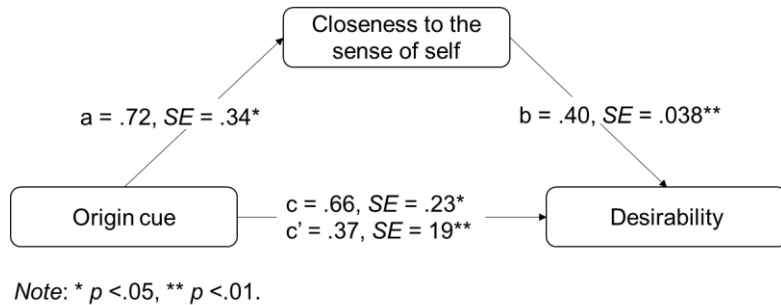 Closeness to the
sense of self
a = .72, SE = .34*
b = .40, SE = .038**
Origin cue
c = .66, SE = .23*
c' = .37, SE = 19**
Desirability
Note: * p <.05, ** p <.01.